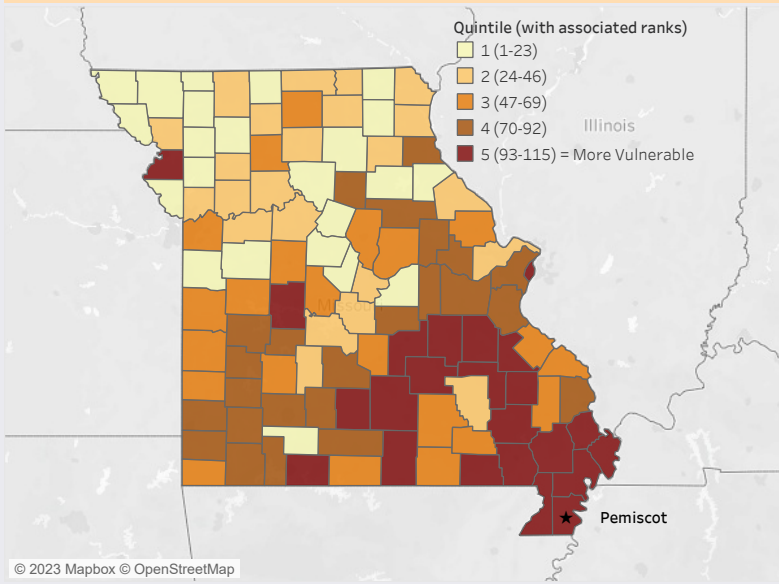 Quintile (with associated ranks)
1 (1-23)
2 (24-46)
3 (47-69)
4 (70-92)
5 (93-115) = More Vulnerable
Illinois
Missouri
Pemiscot
© 2023 Mapbox © OpenStreetMap